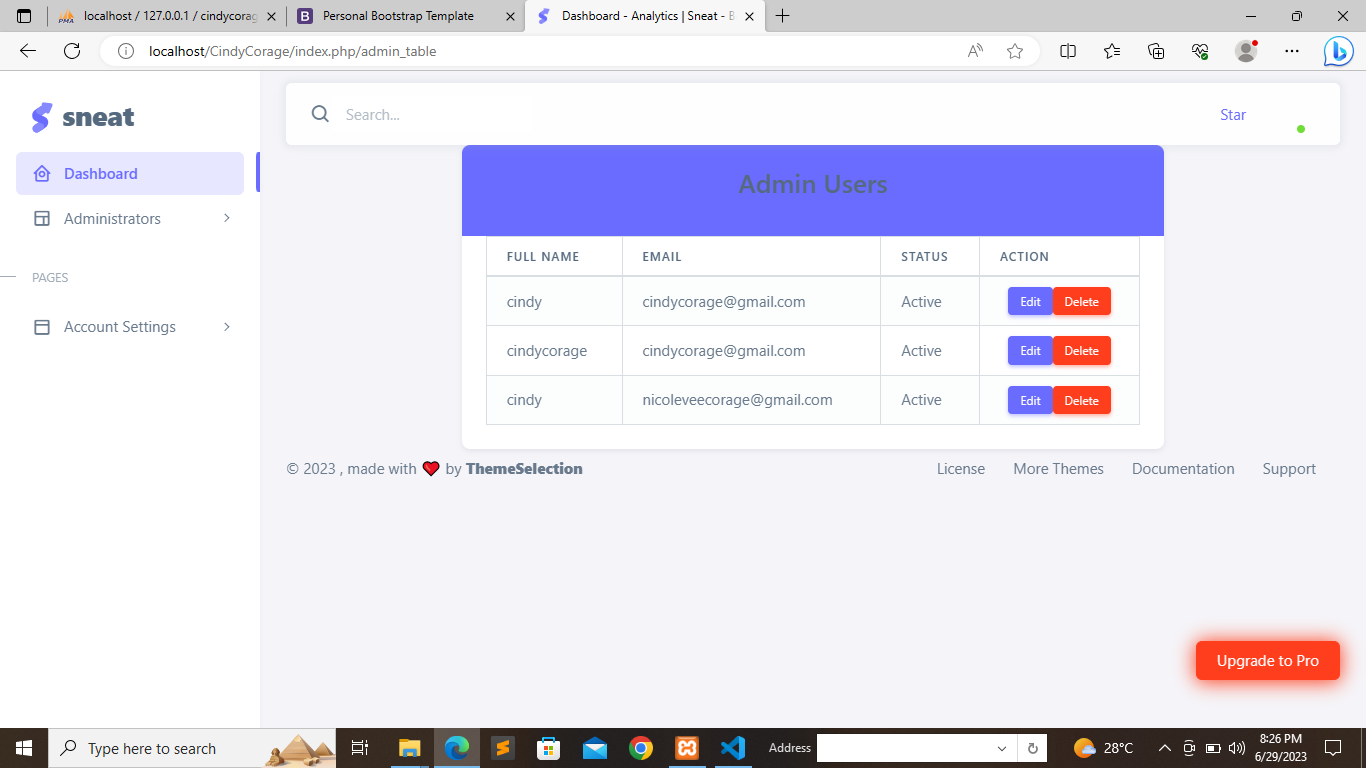 localhost / 127.0.0.1 / cindycorag
Personal Bootstrap Template
Dashboard - Analytics | Sneat - B
localhost/CindyCorage/index.php/admin_table
sneat
Search...
Star
Dashboard
Administrators
PAGES
Account Settings
Admin Users
FULL NAME EMAIL STATUS ACTION
cindy cindycorage@gmail.com Active Edit Delete
cindycorage cindycorage@gmail.com Active Edit Delete
cindy nicoleveecorage@gmail.com Active Edit Delete
© 2023 , made with ❤️ by ThemeSelection
License More Themes Documentation Support
Upgrade to Pro
Type here to search
Address
28°C
8:26 PM
6/29/2023